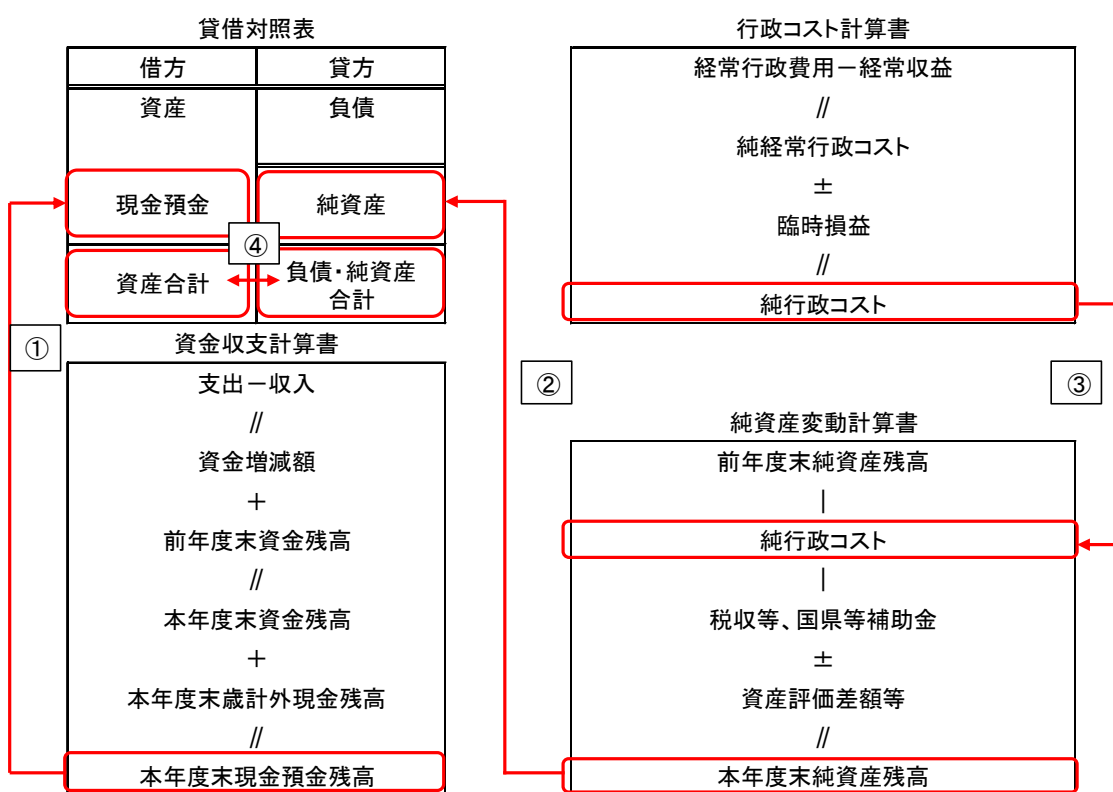 貸借対照表
借方
貸方
資産
負債
現金預金
純資産
④
資産合計
負債・純資産
合計
①
資金収支計算書
支出－収入
//
資金増減額
＋
前年度末資金残高
//
本年度末資金残高
＋
本年度末歳計外現金残高
//
本年度末現金預金残高
行政コスト計算書
経常行政費用－経常収益
//
純経常行政コスト
±
臨時損益
//
純行政コスト
②
③
純資産変動計算書
前年度末純資産残高
|
純行政コスト
|
税収等、国県等補助金
±
資産評価差額等
//
本年度末純資産残高